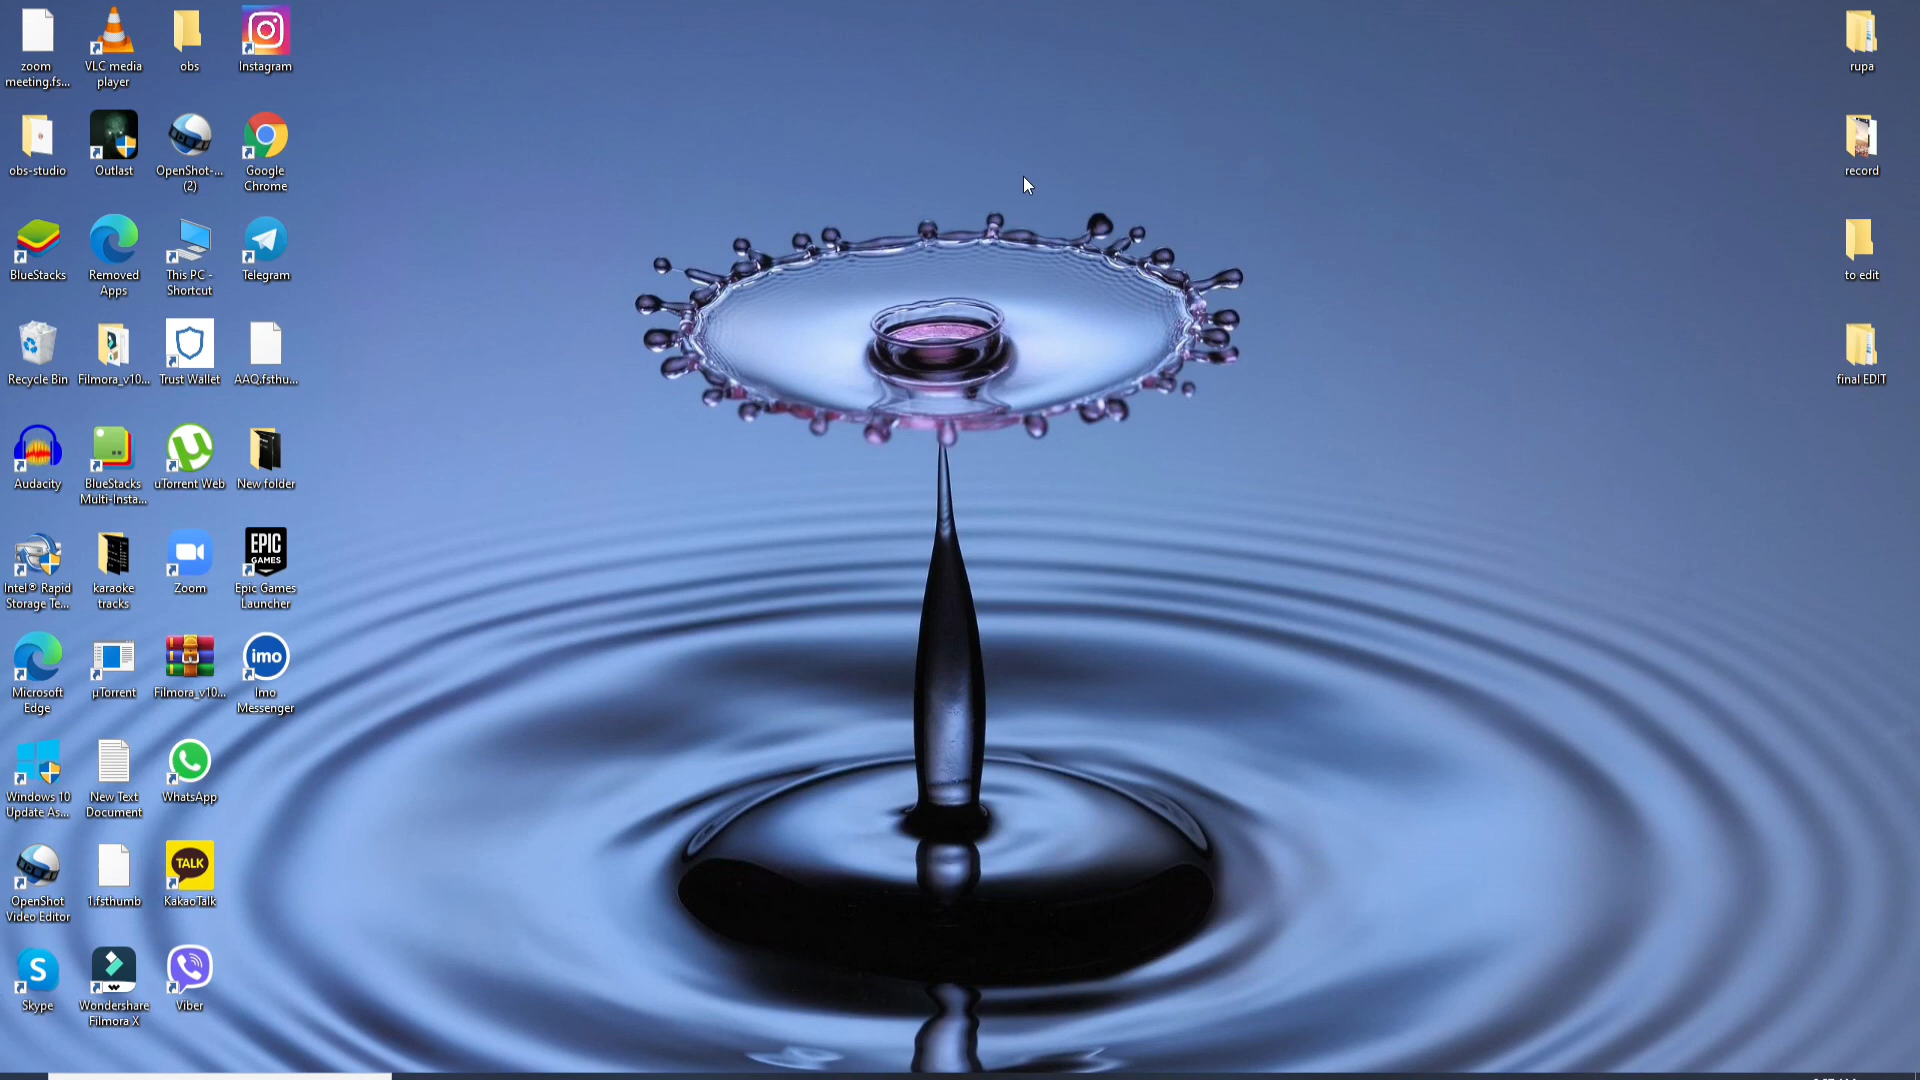 zoom
meeting.fs...
VLC media
player
obs
Instagram
obs-studio
Outlast
OpenShot-...
(2)
Google
Chrome
BlueStacks
Removed
Apps
This PC -
Shortcut
Telegram
Recycle Bin
Filmora_v10...
Trust Wallet
AAQ.fsthu...
Audacity
BlueStacks
Multi-Insta...
uTorrent Web
New folder
Intel® Rapid
Storage Te...
karaoke
tracks
Zoom
EPIC
GAMES
Epic Games
Launcher
Microsoft
Edge
µTorrent
Filmora_v10...
imo
Imo
Messenger
Windows 10
Update As...
New Text
Document
WhatsApp
OpenShot
Video Editor
1.fsthumb
TALK
KakaoTalk
Skype
Wondershare
Filmora X
Viber
rupa
record
to edit
final EDIT